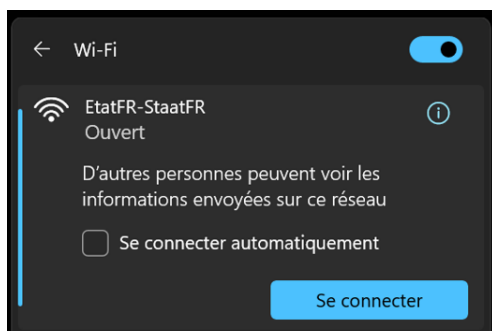 Wi-Fi
EtatFR-StaatFR
Ouvert
D'autres personnes peuvent voir les
informations envoyées sur ce réseau
Se connecter automatiquement
Se connecter